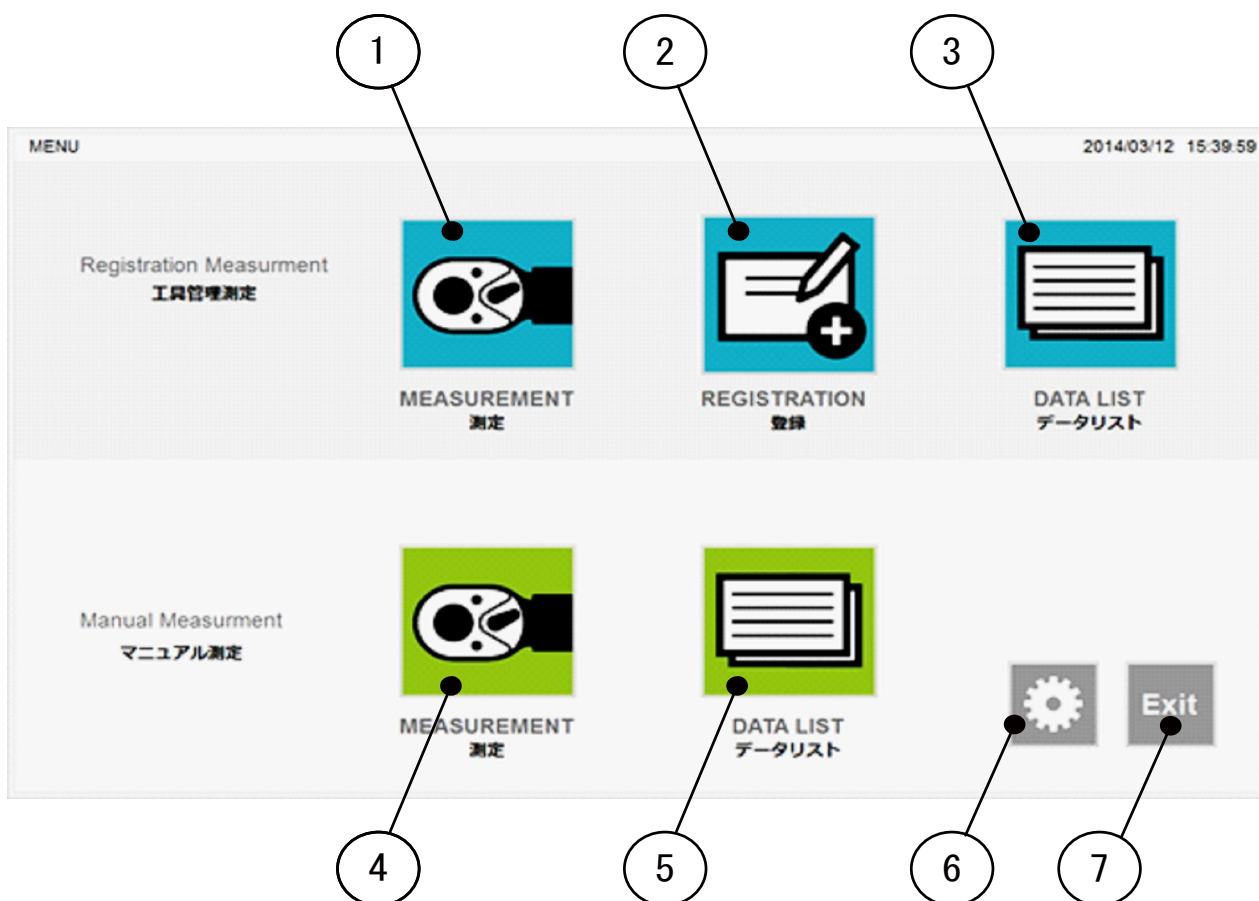 1 2 3
MENU 2014/03/12 15:39:59
Registration Measurment
工具管理測定
MEASUREMENT REGISTRATION DATA LIST
測定 登録 データリスト
Manual Measurment
マニュアル測定
Exit
MEASUREMENT DATA LIST
測定 データリスト
4 5 6 7